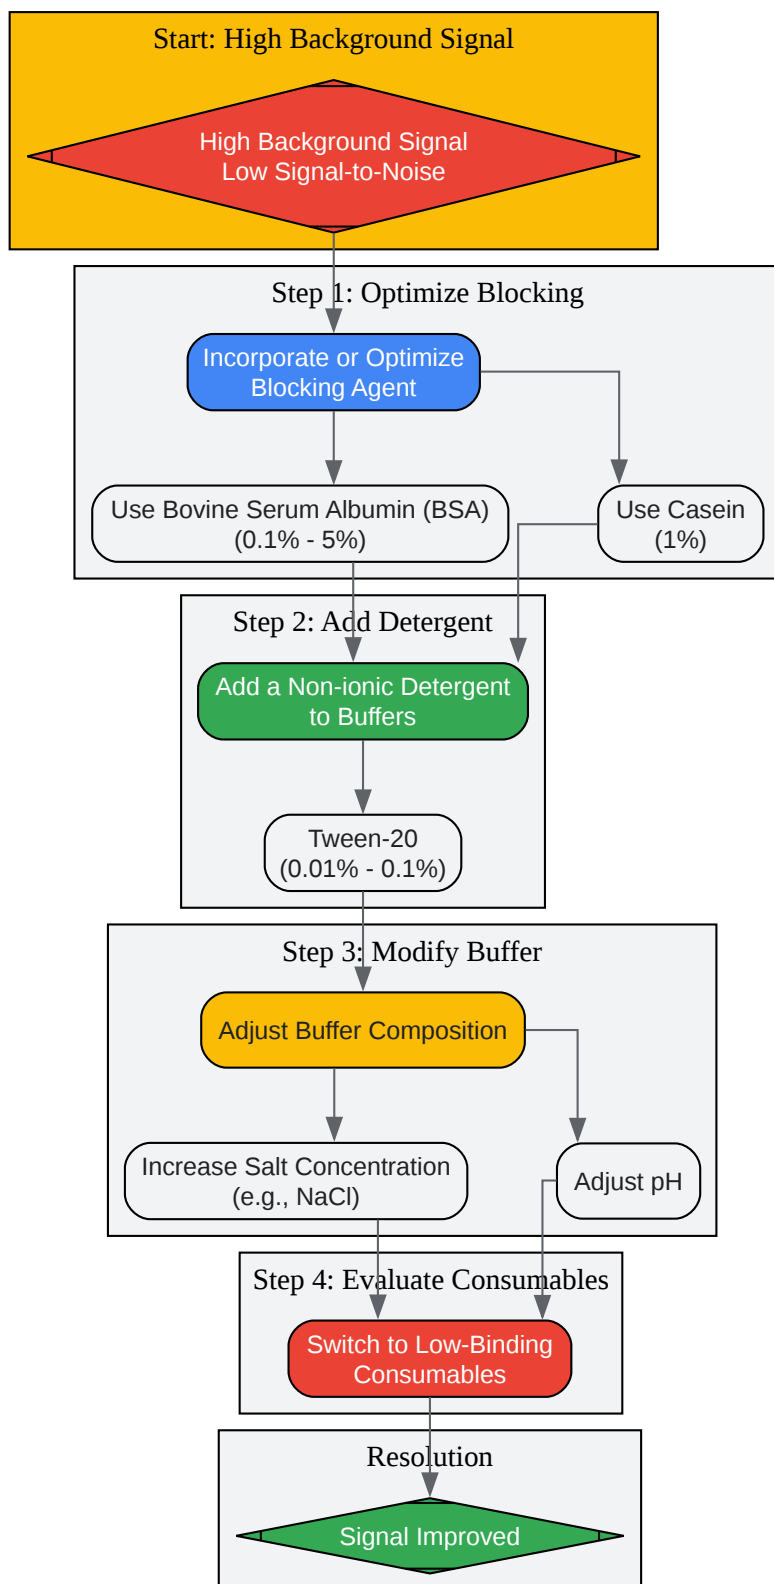 Start: High Background Signal
High Background Signal
Low Signal-to-Noise
Step 1: Optimize Blocking
Incorporate or Optimize
Blocking Agent
Use Bovine Serum Albumin (BSA)
(0.1% - 5%)
Use Casein
(1%)
Step 2: Add Detergent
Add a Non-ionic Detergent
to Buffers
Tween-20
(0.01% - 0.1%)
Step 3: Modify Buffer
Adjust Buffer Composition
Increase Salt Concentration
(e.g., NaCl)
Adjust pH
Step 4: Evaluate Consumables
Switch to Low-Binding
Consumables
Resolution
Signal Improved